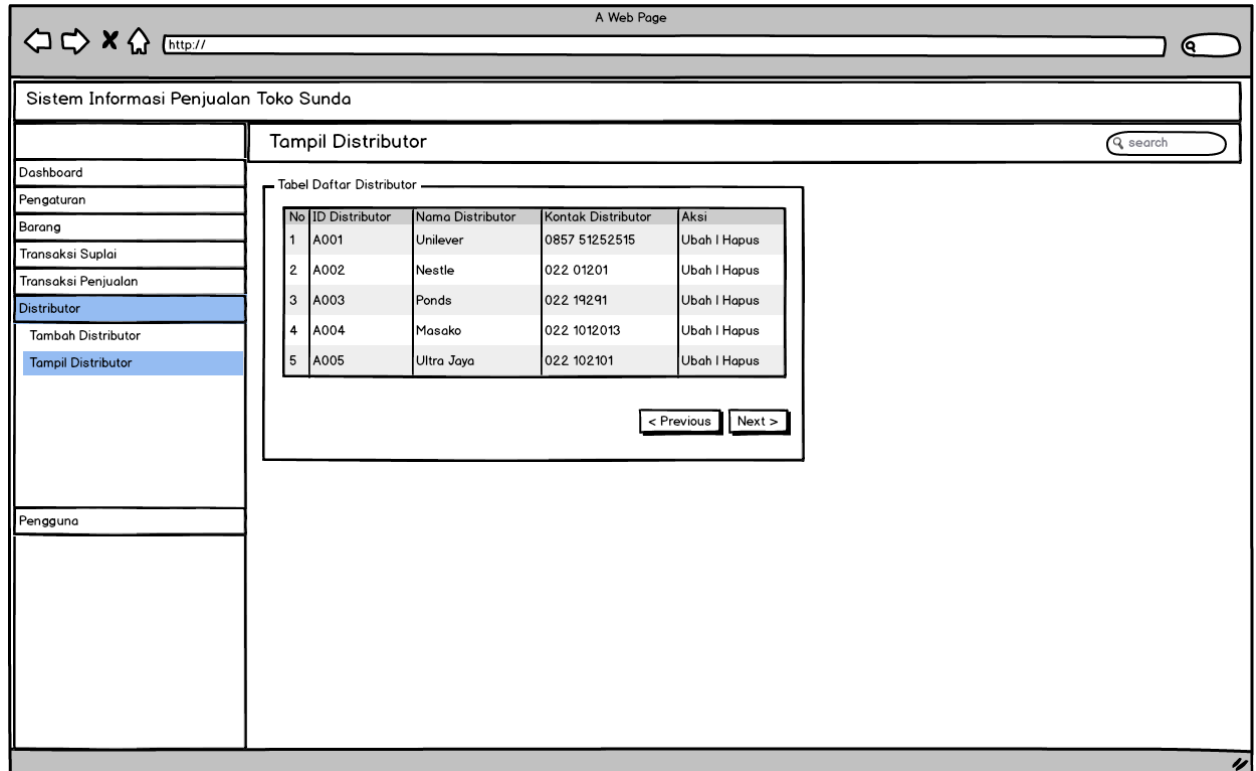 A Web Page
http://
Sistem Informasi Penjualan Toko Sunda
Tampil Distributor
search
Dashboard
Pengaturan
Barang
Transaksi Suplai
Transaksi Penjualan
Distributor
Tambah Distributor
Tampil Distributor
Pengguna
Tabel Daftar Distributor
No ID Distributor Nama Distributor Kontak Distributor Aksi
1 A001 Unilever 0857 51252515 Ubah | Hapus
2 A002 Nestle 022 01201 Ubah | Hapus
3 A003 Ponds 022 19291 Ubah | Hapus
4 A004 Masako 022 1012013 Ubah | Hapus
5 A005 Ultra Jaya 022 102101 Ubah | Hapus
< Previous Next >